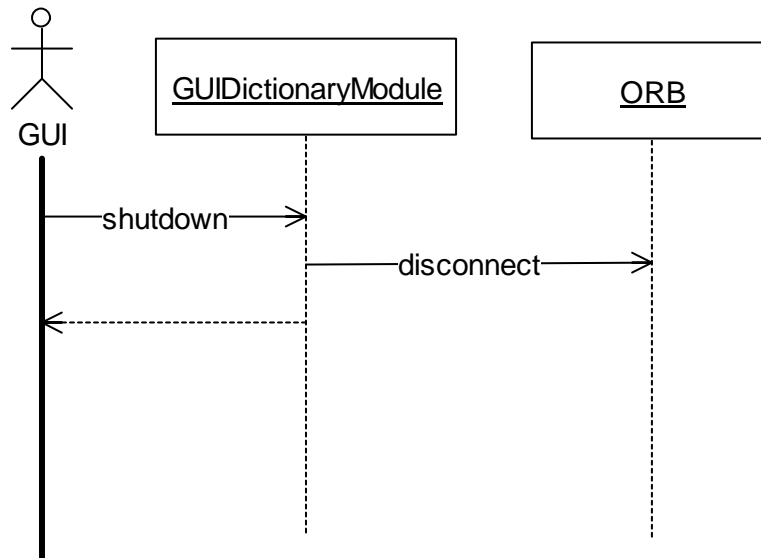 GUIDictionaryModule
ORB
GUI
shutdown
disconnect